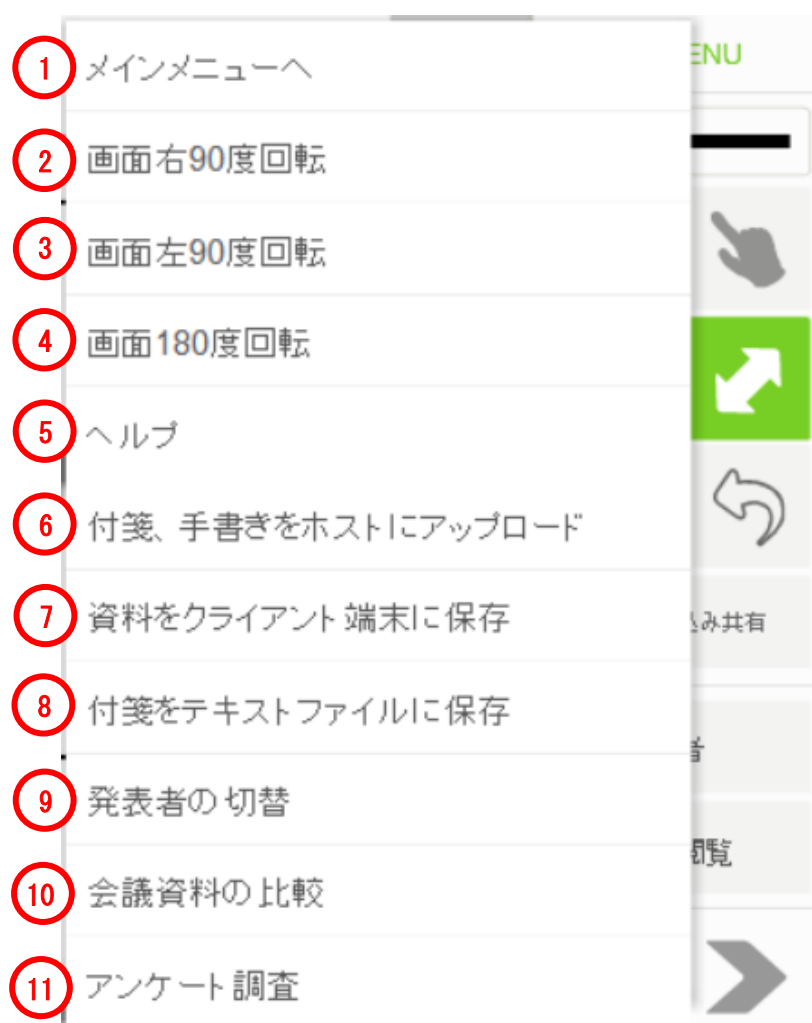 1 メインメニューへ
ENU
2 画面右90度回転
3 画面左90度回転
4 画面180度回転
5 ヘルプ
6 付箋、手書きをホストにアップロード
7 資料をクライアント端末に保存
み共有
8 付箋をテキストファイルに保存
9 発表者の切替
閲覧
10 会議資料の比較
11 アンケート調査